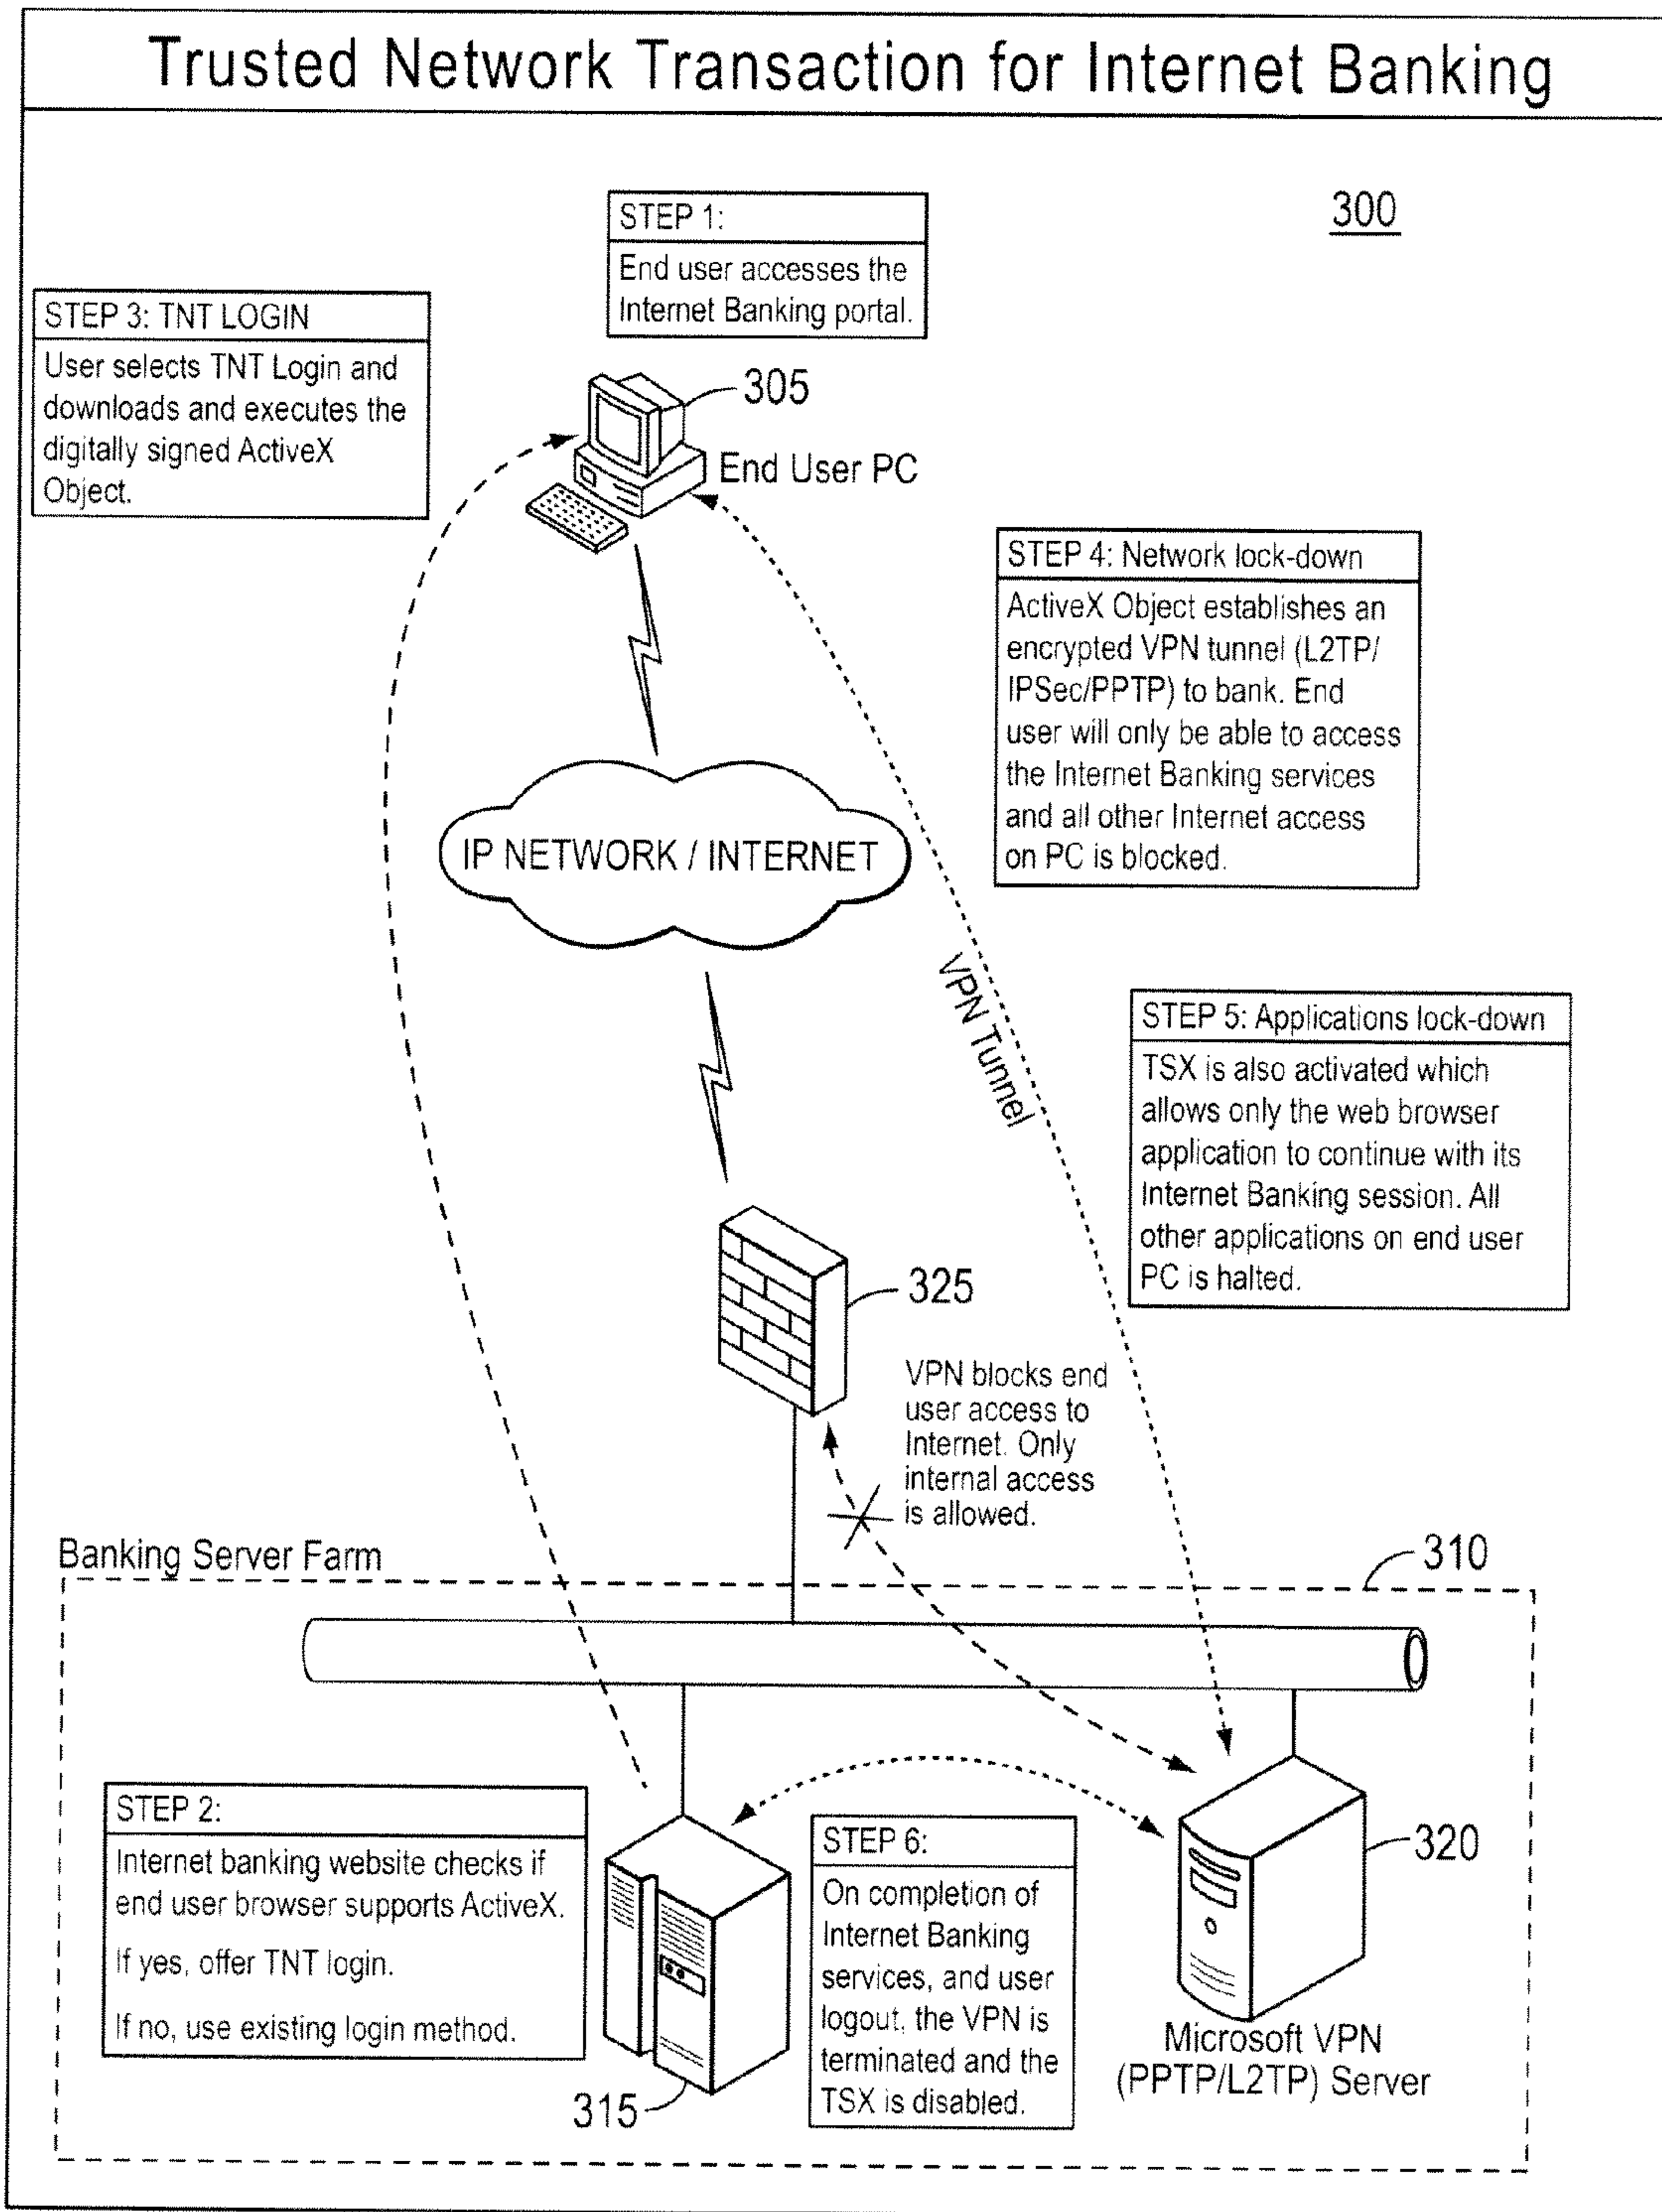 Trusted Network Transaction for Internet Banking
300
STEP 1:
End user accesses the
Internet Banking portal.
STEP 3: TNT LOGIN
User selects TNT Login and
downloads and executes the
digitally signed ActiveX
Object.
305
End User PC
STEP 4: Network lock-down
ActiveX Object establishes an
encrypted VPN tunnel (L2TP/
IPSec/PPTP) to bank. End
user will only be able to access
the Internet Banking services
and all other Internet access
on PC is blocked.
IP NETWORK / INTERNET
VPN Tunnel
STEP 5: Applications lock-down
TSX is also activated which
allows only the web browser
application to continue with its
Internet Banking session. All
other applications on end user
PC is halted.
325
VPN blocks end
user access to
Internet. Only
internal access
is allowed.
Banking Server Farm
310
STEP 2:
Internet banking website checks if
end user browser supports ActiveX.
If yes, offer TNT login.
If no, use existing login method.
315
STEP 6:
On completion of
Internet Banking
services, and user
logout, the VPN is
terminated and the
TSX is disabled.
320
Microsoft VPN
(PPTP/L2TP) Server